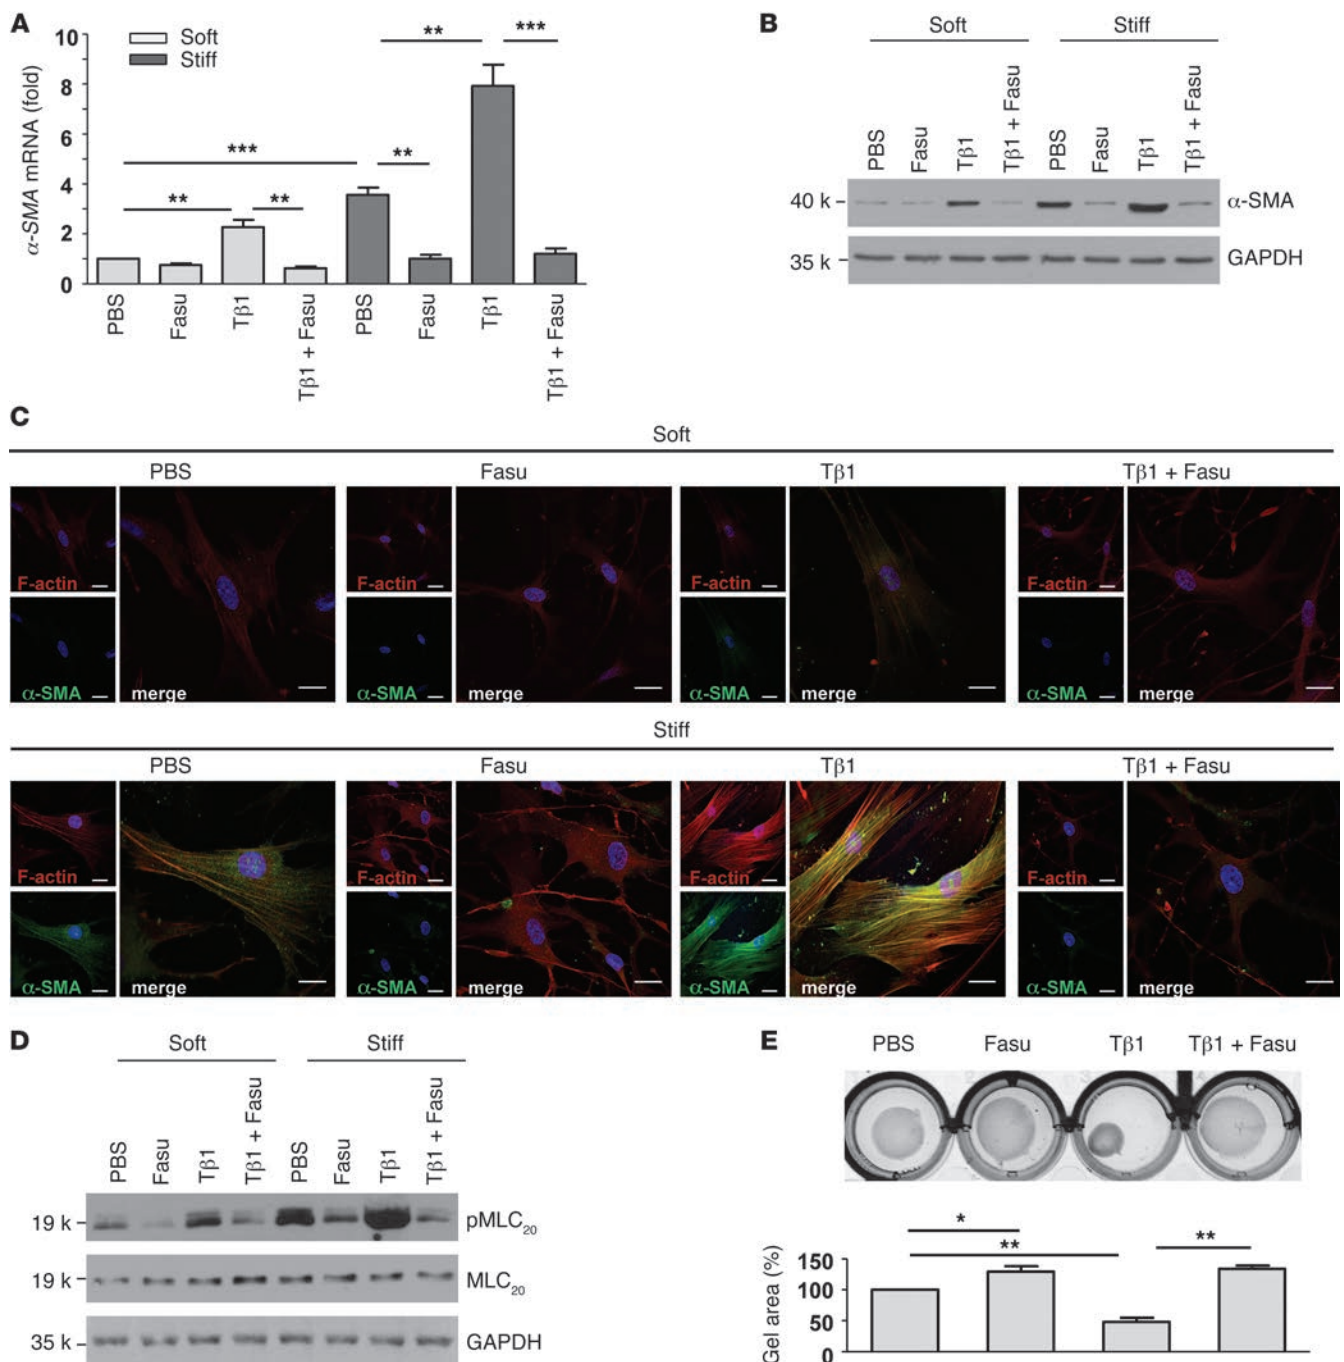 A
10
8
6
4
2
0
α-SMA mRNA (fold)
Soft
Stiff
** ***
*** **
** **
PBS Fasu Tβ1 Tβ1 + Fasu PBS Fasu Tβ1 Tβ1 + Fasu
B
Soft Stiff
PBS Fasu Tβ1 Tβ1 + Fasu PBS Fasu Tβ1 Tβ1 + Fasu
40 k α-SMA
35 k GAPDH
C
Soft
PBS Fasu Tβ1 Tβ1 + Fasu
F-actin F-actin F-actin F-actin
α-SMA merge α-SMA merge α-SMA merge α-SMA merge
Stiff
PBS Fasu Tβ1 Tβ1 + Fasu
F-actin F-actin F-actin F-actin
α-SMA merge α-SMA merge α-SMA merge α-SMA merge
D
Soft Stiff
PBS Fasu Tβ1 Tβ1 + Fasu PBS Fasu Tβ1 Tβ1 + Fasu
19 k pMLC20
19 k MLC20
35 k GAPDH
E
PBS Fasu Tβ1 Tβ1 + Fasu
*
** **
150
100
50
0
Gel area (%)